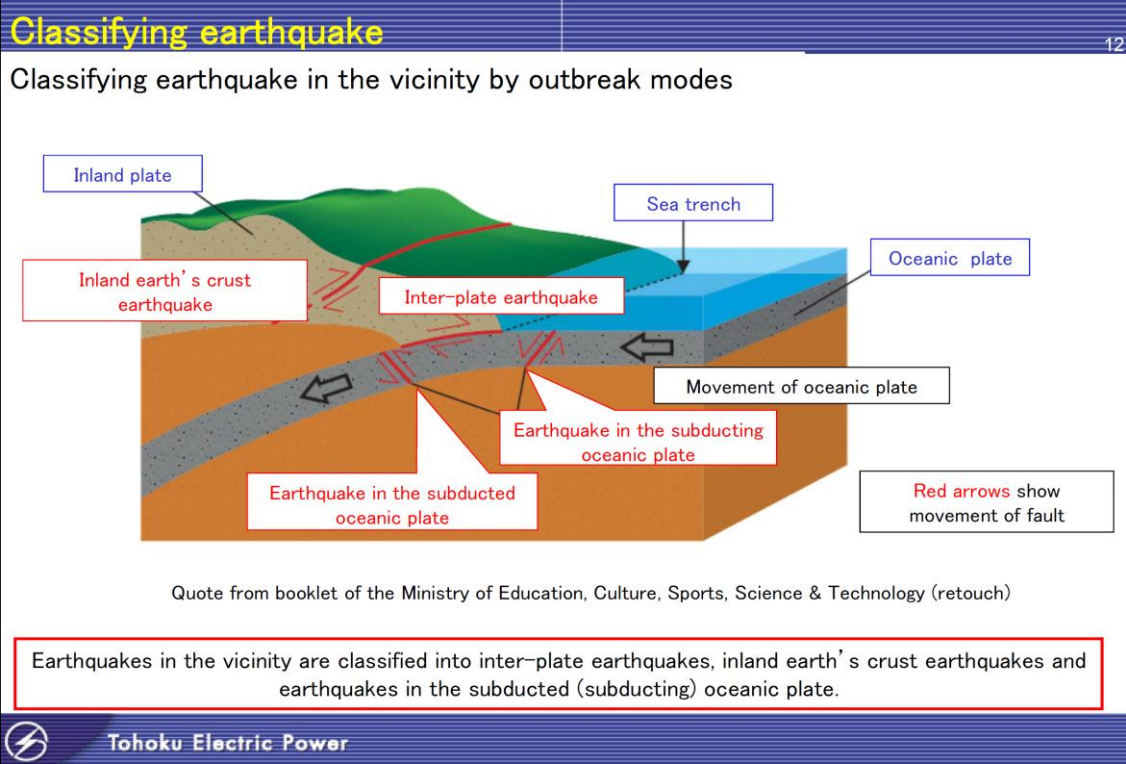 Classifying earthquake
12
Classifying earthquake in the vicinity by outbreak modes
Inland plate
Sea trench
Oceanic plate
Inland earth's crust
earthquake
Inter-plate earthquake
Movement of oceanic plate
Earthquake in the subducting
oceanic plate
Earthquake in the subducted
oceanic plate
Red arrows show
movement of fault
Quote from booklet of the Ministry of Education, Culture, Sports, Science & Technology (retouch)
Earthquakes in the vicinity are classified into inter-plate earthquakes, inland earth's crust earthquakes and
earthquakes in the subducted (subducting) oceanic plate.
Tohoku Electric Power